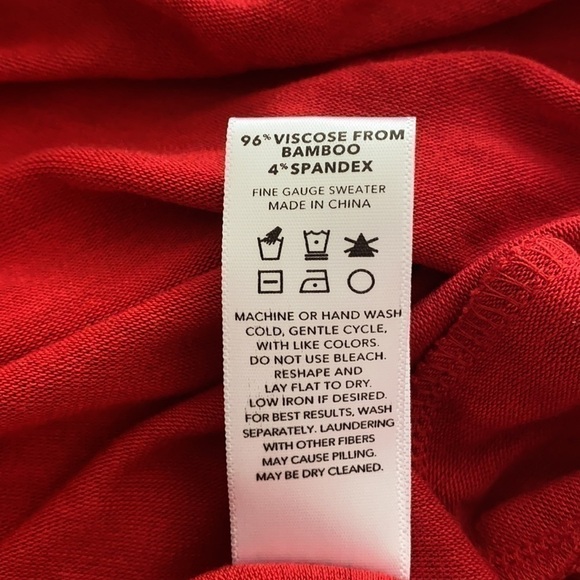 96% VISCOSE FROM
BAMBOO
4% SPANDEX
FINE GAUGE SWEATER
MADE IN CHINA
MACHINE OR HAND WASH
COLD, GENTLE CYCLE,
WITH LIKE COLORS.
DO NOT USE BLEACH.
RESHAPE AND
LAY FLAT TO DRY.
LOW IRON IF DESIRED.
FOR BEST RESULTS, WASH
SEPARATELY. LAUNDERING
WITH OTHER FIBERS
MAY CAUSE PILLING.
MAY BE DRY CLEANED.